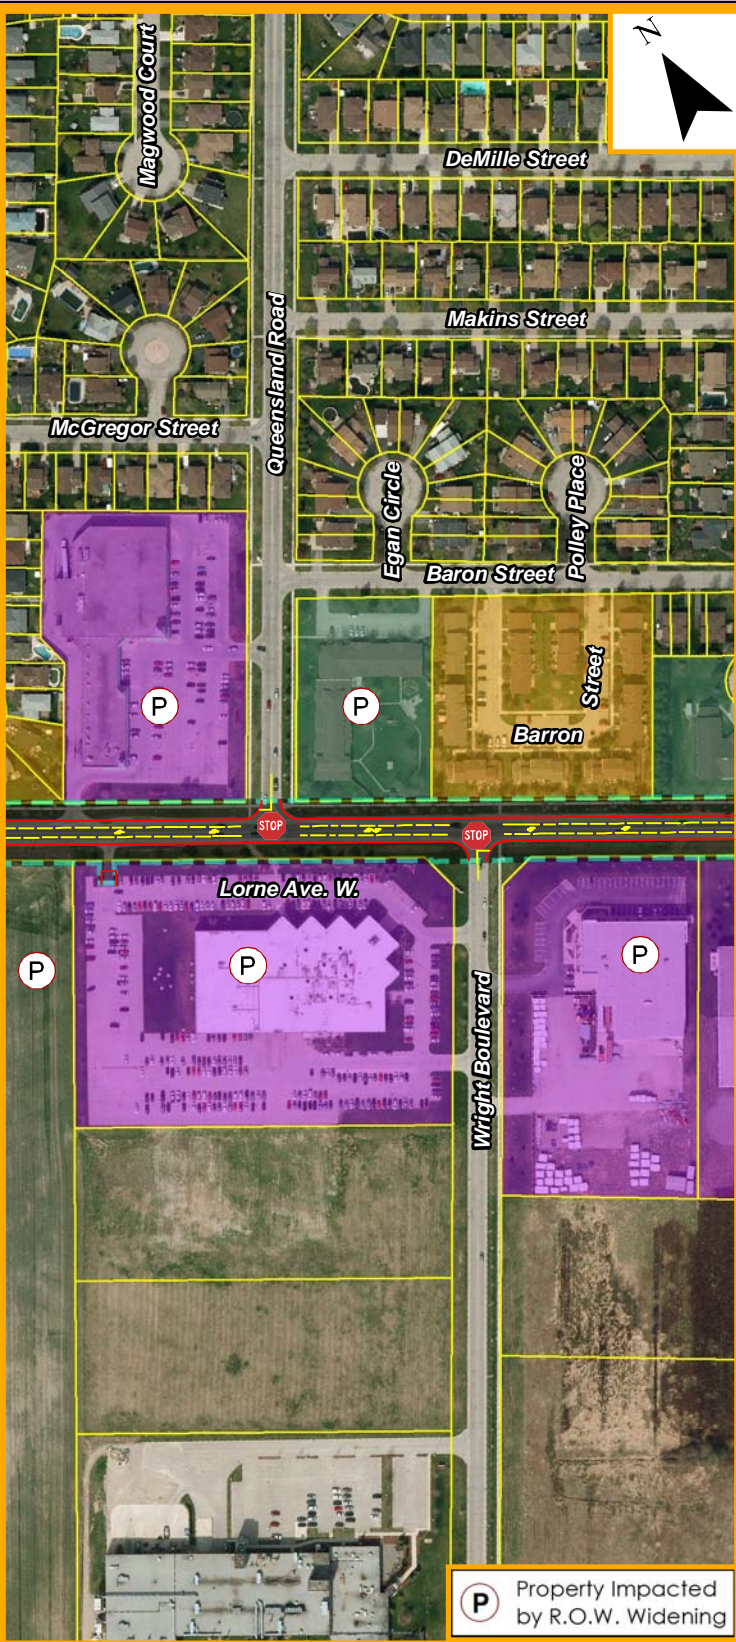 N
Magwood Court
DeMille Street
Queensland Road
Makins Street
McGregor Street
Egan Circle
Polley Place
Baron Street
Street
Barron
P
P
STOP
STOP
Lorne Ave. W.
P
P
P
Wright Boulevard
P Property Impacted
by R.O.W. Widening